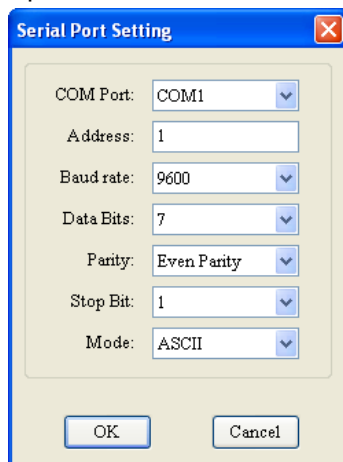 Serial Port Setting
COM Port: COM1
Address: 1
Baud rate: 9600
Data Bits: 7
Parity: Even Parity
Stop Bit: 1
Mode: ASCII
OK Cancel